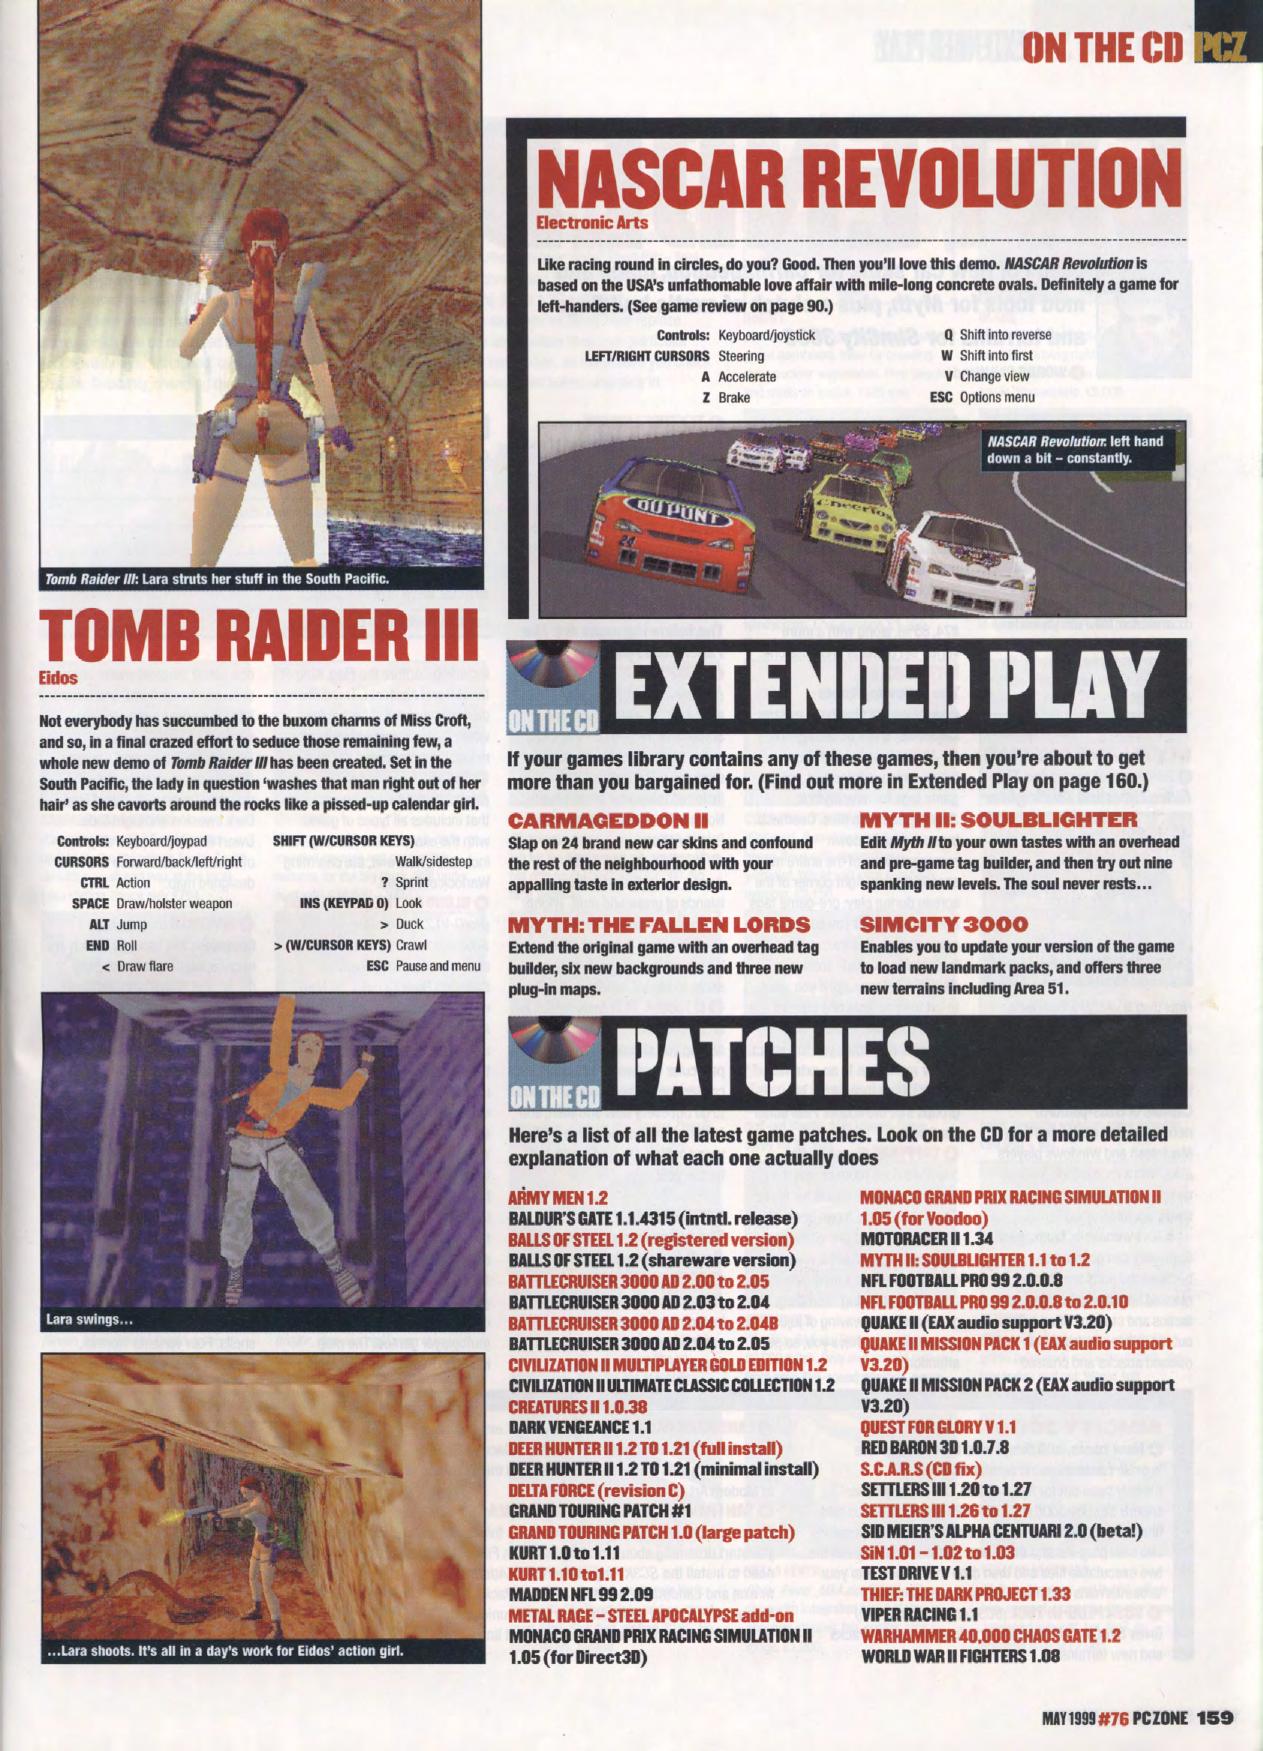 ON THE CD PCZ
Tomb Raider III: Lara struts her stuff in the South Pacific.
TOMB RAIDER III
Eidos
Not everybody has succumbed to the buxom charms of Miss Croft,
and so, in a final crazed effort to seduce those remaining few, a
whole new demo of Tomb Raider III has been created. Set in the
South Pacific, the lady in question 'washes that man right out of her
hair' as she cavorts around the rocks like a pissed-up calendar girl.
Controls: Keyboard/joypad
CURSORS Forward/back/left/right
CTRL Action
SPACE Draw/holster weapon
ALT Jump
END Roll
< Draw flare
SHIFT (W/CURSOR KEYS)
Walk/sidestep
? Sprint
INS (KEYPAD 0) Look
> Duck
> (W/CURSOR KEYS) Crawl
ESC Pause and menu
Lara swings...
...Lara shoots. It's all in a day's work for Eidos' action girl.
NASCAR REVOLUTION
Electronic Arts
Like racing round in circles, do you? Good. Then you'll love this demo. NASCAR Revolution is
based on the USA's unfathomable love affair with mile-long concrete ovals. Definitely a game for
left-handers. (See game review on page 90.)
Controls: Keyboard/joystick
LEFT/RIGHT CURSORS Steering
A Accelerate
Z Brake
Q Shift into reverse
W Shift into first
V Change view
ESC Options menu
NASCAR Revolution: left hand
down a bit – constantly.
DUPONT
24
ON THE CD
EXTENDED PLAY
If your games library contains any of these games, then you're about to get
more than you bargained for. (Find out more in Extended Play on page 160.)
CARMAGEDDON II
Slap on 24 brand new car skins and confound
the rest of the neighbourhood with your
appalling taste in exterior design.
MYTH: THE FALLEN LORDS
Extend the original game with an overhead tag
builder, six new backgrounds and three new
plug-in maps.
MYTH II: SOULBLIGHTER
Edit Myth II to your own tastes with an overhead
and pre-game tag builder, and then try out nine
spanking new levels. The soul never rests...
SIMCITY 3000
Enables you to update your version of the game
to load new landmark packs, and offers three
new terrains including Area 51.
ON THE CD
PATCHES
Here's a list of all the latest game patches. Look on the CD for a more detailed
explanation of what each one actually does
ARMY MEN 1.2
BALDUR'S GATE 1.1.4315 (intntl. release)
BALLS OF STEEL 1.2 (registered version)
BALLS OF STEEL 1.2 (shareware version)
BATTLECRUISER 3000 AD 2.00 to 2.05
BATTLECRUISER 3000 AD 2.03 to 2.04
BATTLECRUISER 3000 AD 2.04 to 2.04B
BATTLECRUISER 3000 AD 2.04 to 2.05
CIVILIZATION II MULTIPLAYER GOLD EDITION 1.2
CIVILIZATION II ULTIMATE CLASSIC COLLECTION 1.2
CREATURES II 1.0.38
DARK VENGEANCE 1.1
DEER HUNTER II 1.2 TO 1.21 (full install)
DEER HUNTER II 1.2 TO 1.21 (minimal install)
DELTA FORCE (revision C)
GRAND TOURING PATCH #1
GRAND TOURING PATCH 1.0 (large patch)
KURT 1.0 to 1.11
KURT 1.10 to1.11
MADDEN NFL 99 2.09
METAL RAGE – STEEL APOCALYPSE add-on
MONACO GRAND PRIX RACING SIMULATION II
1.05 (for Direct3D)
MONACO GRAND PRIX RACING SIMULATION II
1.05 (for Voodoo)
MOTORACER II 1.34
MYTH II: SOULBLIGHTER 1.1 to 1.2
NFL FOOTBALL PRO 99 2.0.0.8
NFL FOOTBALL PRO 99 2.0.0.8 to 2.0.10
QUAKE II (EAX audio support V3.20)
QUAKE II MISSION PACK 1 (EAX audio support
V3.20)
QUAKE II MISSION PACK 2 (EAX audio support
V3.20)
QUEST FOR GLORY V 1.1
RED BARON 3D 1.0.7.8
S.C.A.R.S (CD fix)
SETTLERS III 1.20 to 1.27
SETTLERS III 1.26 to 1.27
SID MEIER'S ALPHA CENTUARI 2.0 (beta!)
SiN 1.01 – 1.02 to 1.03
TEST DRIVE V 1.1
THIEF: THE DARK PROJECT 1.33
VIPER RACING 1.1
WARHAMMER 40,000 CHAOS GATE 1.2
WORLD WAR II FIGHTERS 1.08
MAY 1999 #76 PC ZONE 159